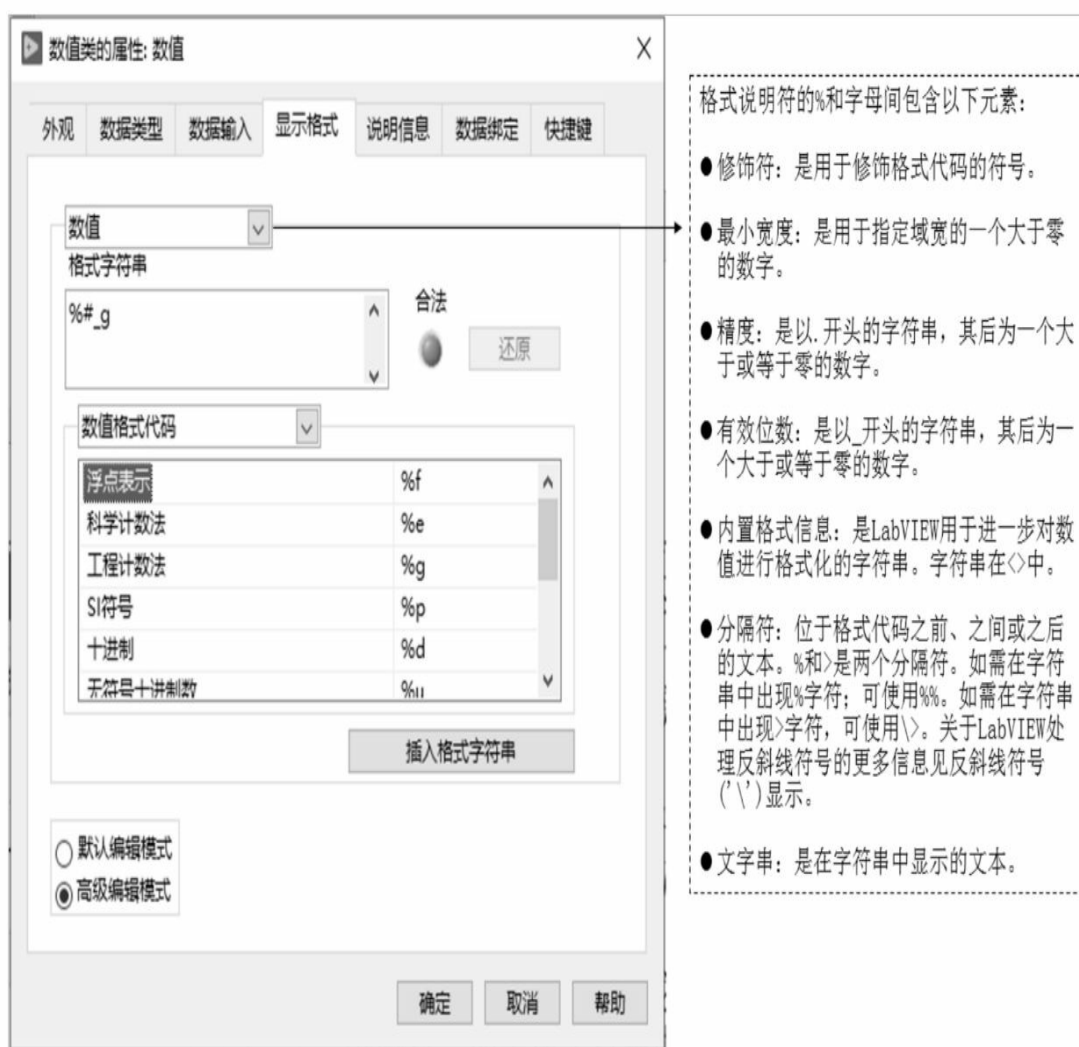 数值类的属性: 数值
外观 数据类型 数据输入 显示格式 说明信息 数据绑定 快捷键
数值
格式字符串
%#_g
合法
还原
数值格式代码
浮点表示 %f
科学计数法 %e
工程计数法 %g
SI符号 %p
十进制 %d
无符号十进制数 %u
插入格式字符串
默认编辑模式
高级编辑模式
确定 取消 帮助
格式说明符的%和字母间包含以下元素:
●修饰符: 是用于修饰格式代码的符号。
●最小宽度: 是用于指定域宽的一个大于零
的数字。
●精度: 是以.开头的字符串, 其后为一个大
于或等于零的数字。
●有效位数: 是以_开头的字符串, 其后为一
个大于或等于零的数字。
●内置格式信息: 是LabVIEW用于进一步对数
值进行格式化的字符串。字符串在<>中。
●分隔符: 位于格式代码之前、之间或之后
的文本。%和>是两个分隔符。如需在字符
串中出现%字符; 可使用%%。如需在字符串
中出现>字符, 可使用\>。关于LabVIEW处
理反斜线符号的更多信息见反斜线符号
('\')显示。
●文字串: 是在字符串中显示的文本。